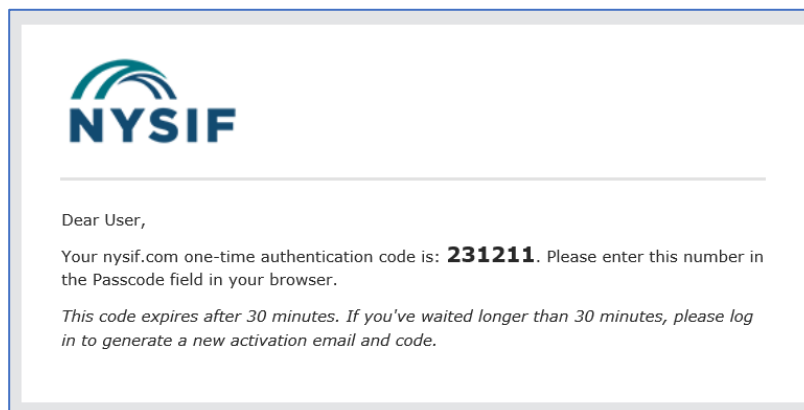 NYSIF
Dear User,
Your nysif.com one-time authentication code is: 231211. Please enter this number in
the Passcode field in your browser.
This code expires after 30 minutes. If you've waited longer than 30 minutes, please log
in to generate a new activation email and code.